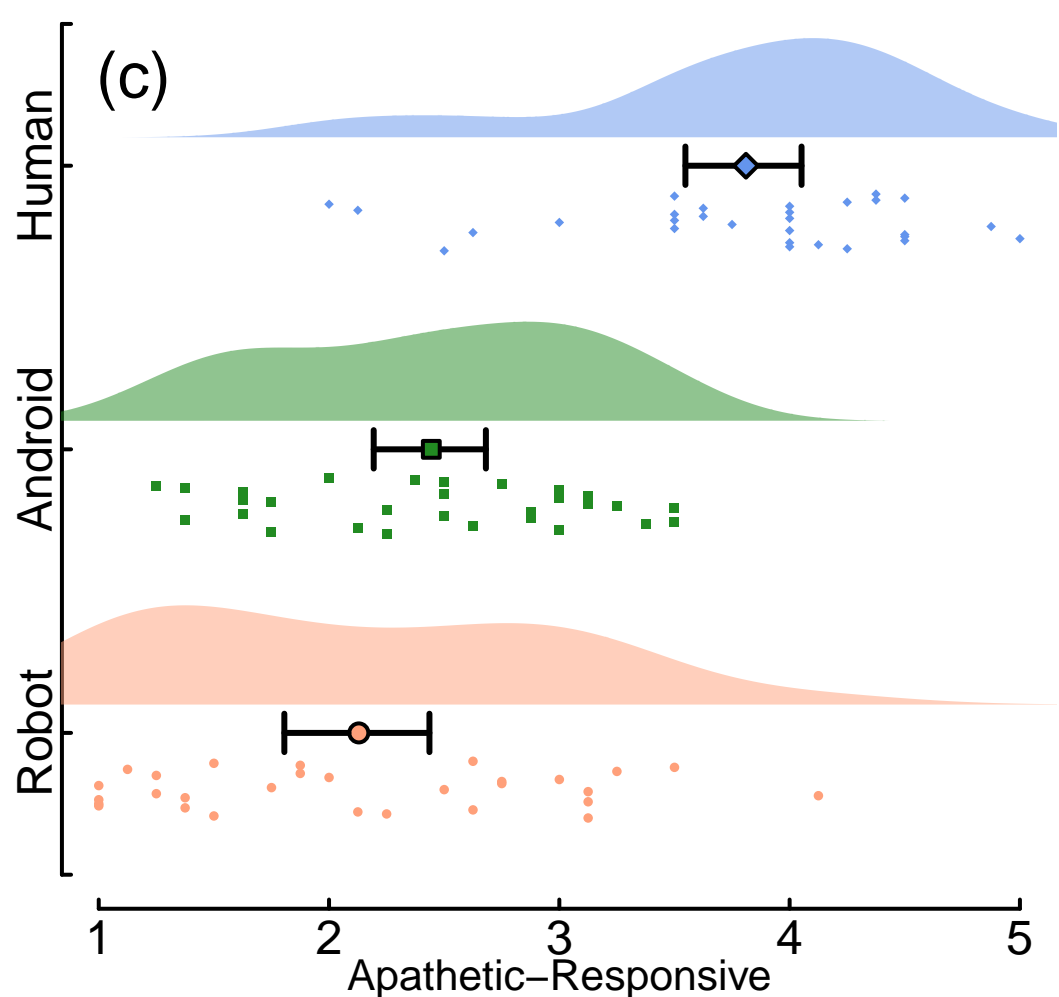 (c)
Human
Android
Robot
1 2 3 4 5
Apathetic−Responsive